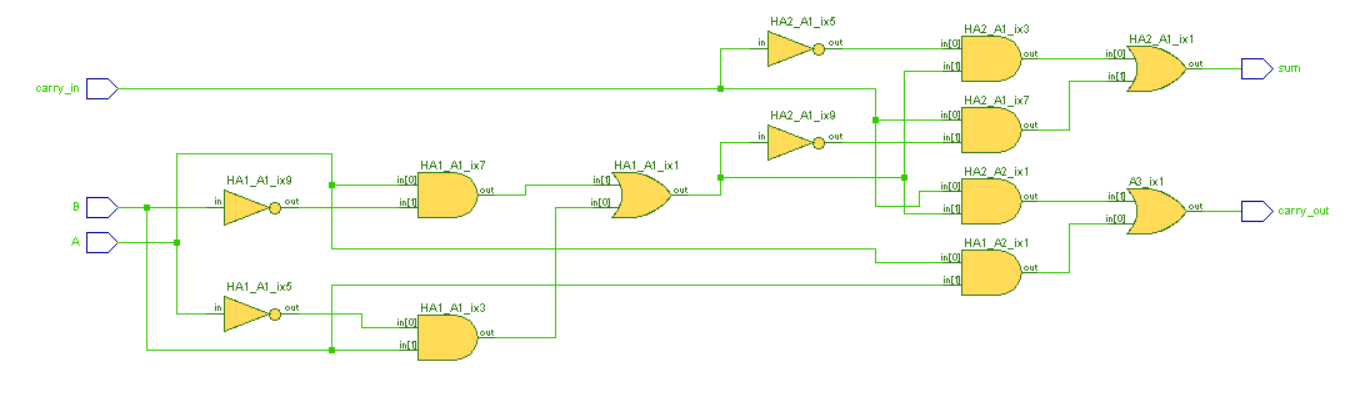 HA2_A1_ix5
in out
HA2_A1_ix3
in[0] out
in[1]
HA2_A1_ix1
in[0] out
in[1]
sum
carry_in
HA2_A1_ix7
in[0] out
in[1]
HA2_A1_ix9
in out
HA1_A1_ix7
in[0] out
in[1]
HA1_A1_ix1
in[1] out
in[0]
HA1_A1_ix9
in out
B
A
HA2_A2_ix1
in[0] out
in[1]
A3_ix1
in[1] out
in[0]
carry_out
HA1_A2_ix1
in[0] out
in[1]
HA1_A1_ix5
in out
HA1_A1_ix3
in[0] out
in[1]